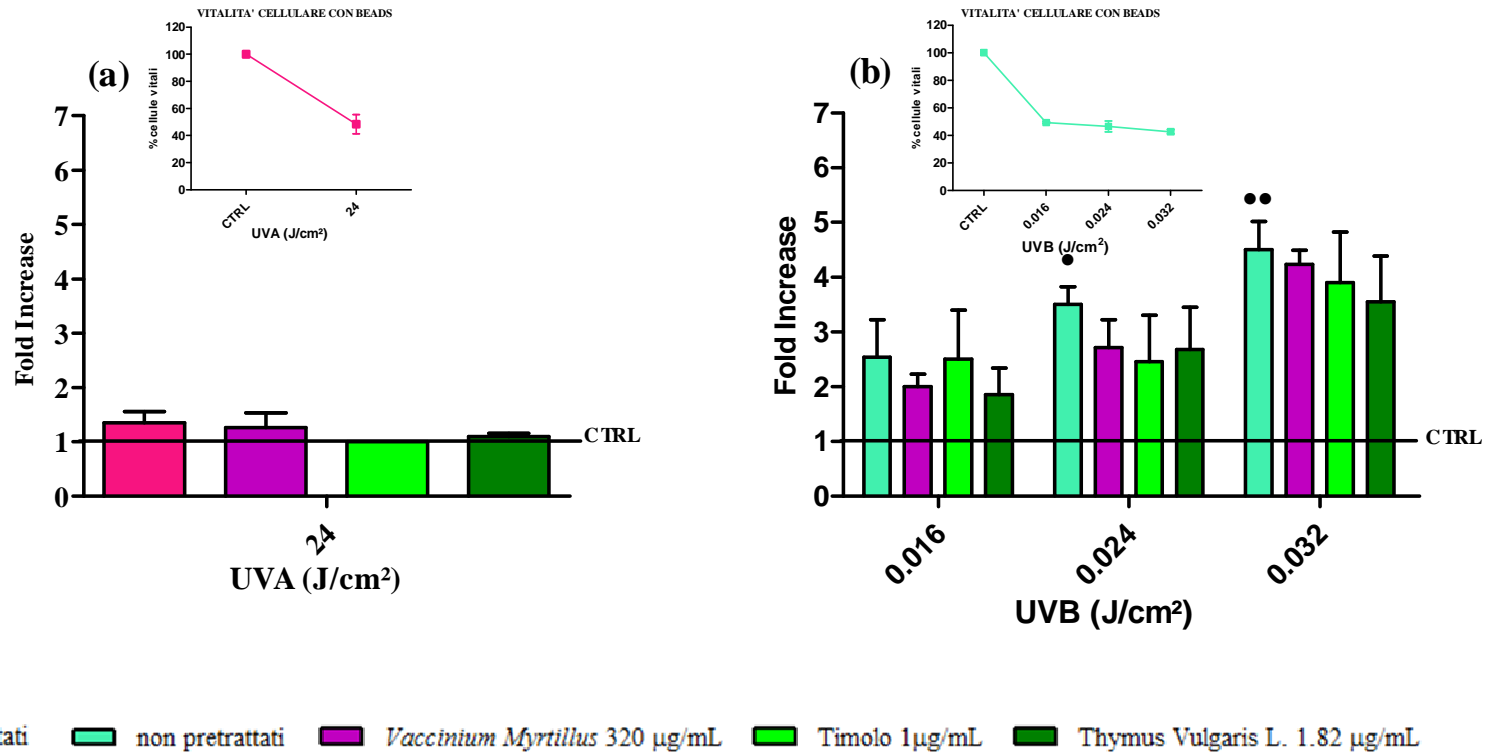 VITALITA' CELLULARE CON BEADS
120
100
80
60
40
20
0
% cellule vitali
CTRL
24
UVA (J/cm²)
(a)
7
6
5
4
3
2
1
0
Fold Increase
CTRL
24
UVA (J/cm²)
VITALITA' CELLULARE CON BEADS
120
100
80
60
40
20
0
% cellule vitali
CTRL
0.016
0.024
0.032
UVB (J/cm²)
(b)
7
6
5
4
3
2
1
0
Fold Increase
CTRL
0.016
0.024
0.032
UVB (J/cm²)
tati non pretrattati Vaccinium Myrtillus 320 µg/mL Timolo 1µg/mL Thymus Vulgaris L. 1.82 µg/mL